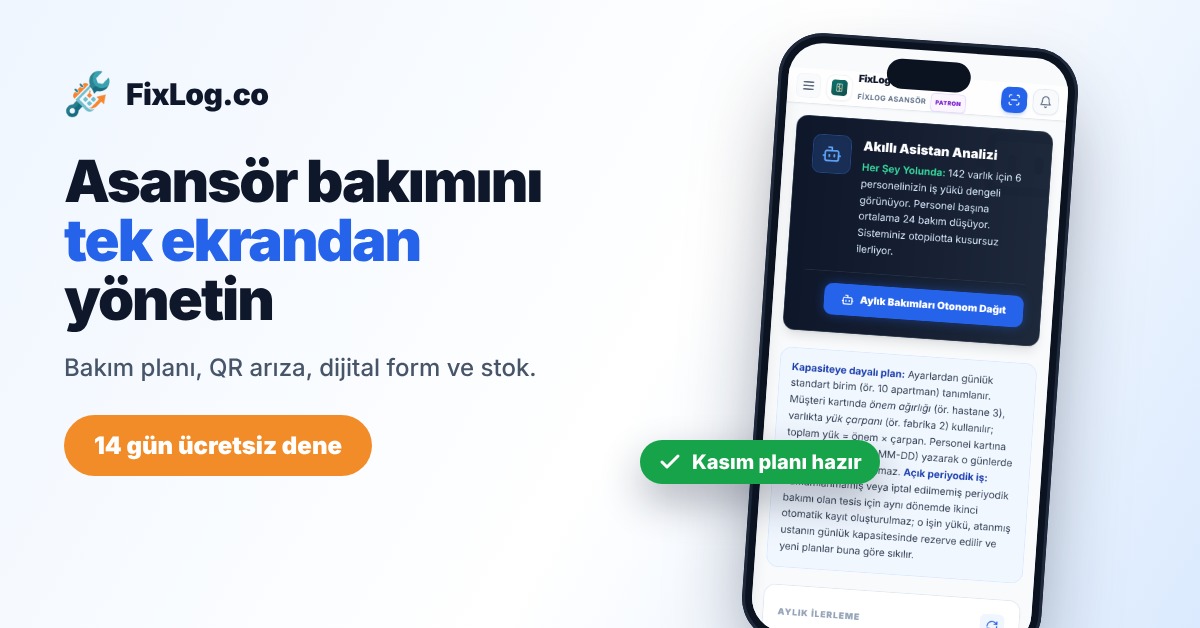 FixLog.co
Asansör bakımını
tek ekrandan
yönetin
Bakım planı, QR arıza, dijital form ve stok.
14 gün ücretsiz dene
FixLog
FİXLOG ASANSÖR PATRON
Akıllı Asistan Analizi
Her Şey Yolunda: 142 varlık için 6
personelinizin iş yükü dengeli
görünüyor. Personel başına
ortalama 24 bakım düşüyor.
Sisteminiz otopilotta kusursuz
ilerliyor.
Aylık Bakımları Otonom Dağıt
Kapasiteye dayalı plan: Ayarlardan günlük
standart birim (ör. 10 apartman) tanımlanır.
Müşteri kartında önem ağırlığı (ör. hastane 3),
varlıkta yük çarpanı (ör. fabrika 2) kullanılır;
toplam yük = önem × çarpan. Personel kartına
MM-DD) yazarak o günlerde
Kasım planı hazır
maz. Açık periyodik iş:
veya iptal edilmemiş periyodik
bakımı olan tesis için aynı dönemde ikinci
otomatik kayıt oluşturulmaz; o işin yükü, atanmış
ustanın günlük kapasitesinde rezerve edilir ve
yeni planlar buna göre sıkılır.
AYLIK İLERLEME